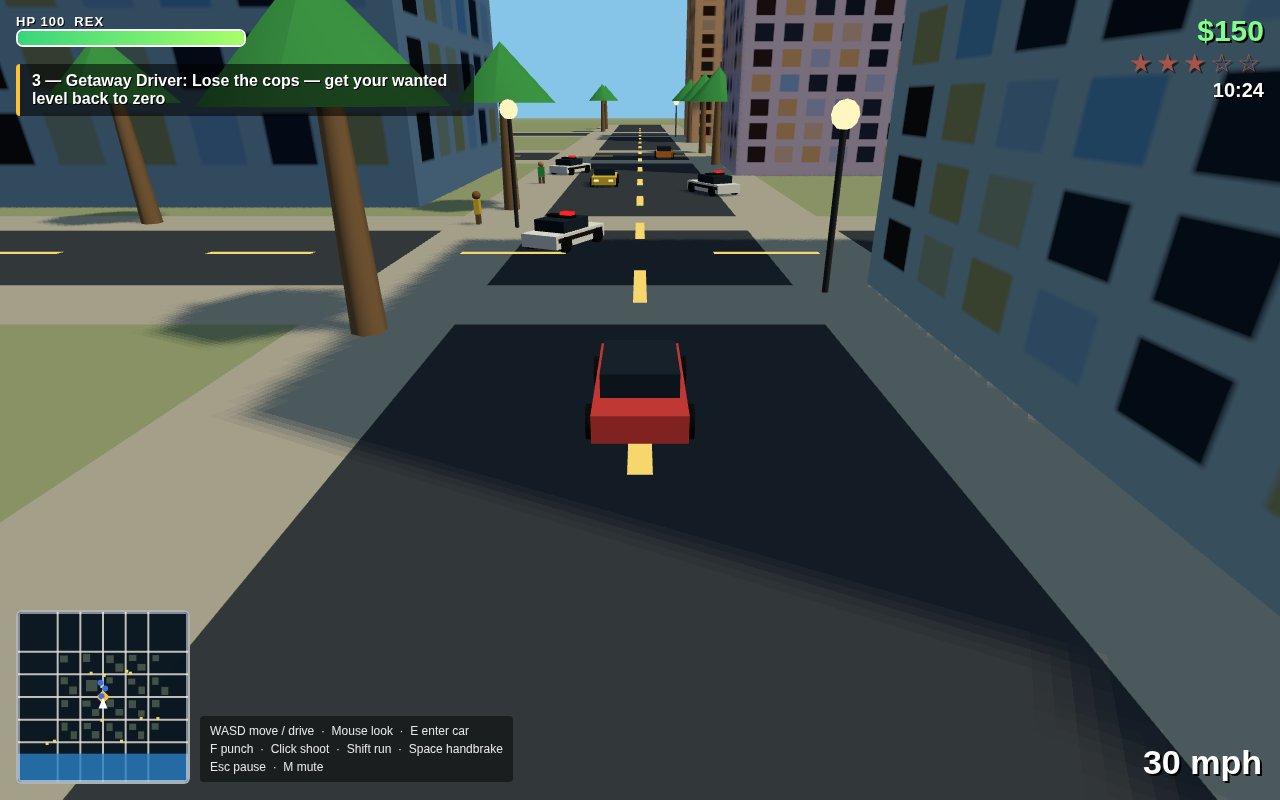 HP 100 REX
3 — Getaway Driver: Lose the cops — get your wanted
level back to zero
$150
★★★☆☆
10:24
WASD move / drive · Mouse look · E enter car
F punch · Click shoot · Shift run · Space handbrake
Esc pause · M mute
30 mph